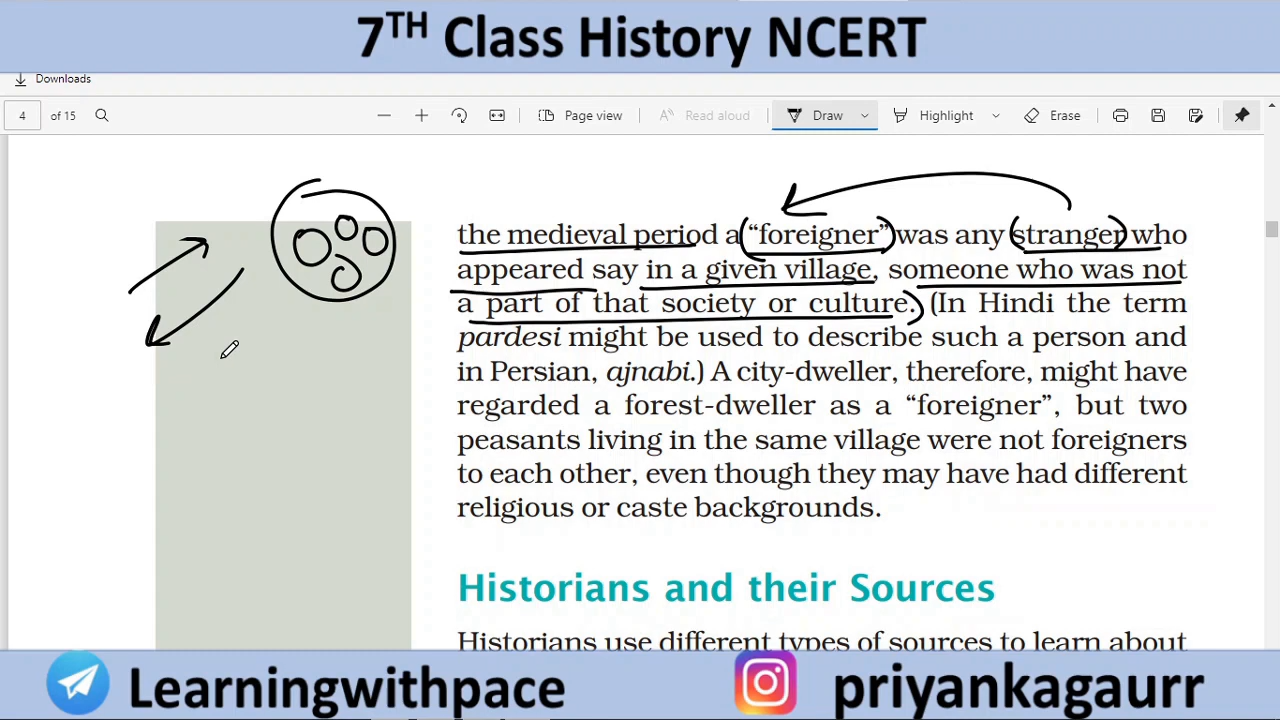 7TH Class History NCERT
Downloads
4 of 15 Page view Read aloud Draw Highlight Erase
the medieval period a “foreigner” was any stranger who
appeared say in a given village, someone who was not
a part of that society or culture. (In Hindi the term
pardesi might be used to describe such a person and
in Persian, ajnabi.) A city-dweller, therefore, might have
regarded a forest-dweller as a “foreigner”, but two
peasants living in the same village were not foreigners
to each other, even though they may have had different
religious or caste backgrounds.
Historians and their Sources
Historians use different types of sources to learn about
Learningwithpace priyankagaurr